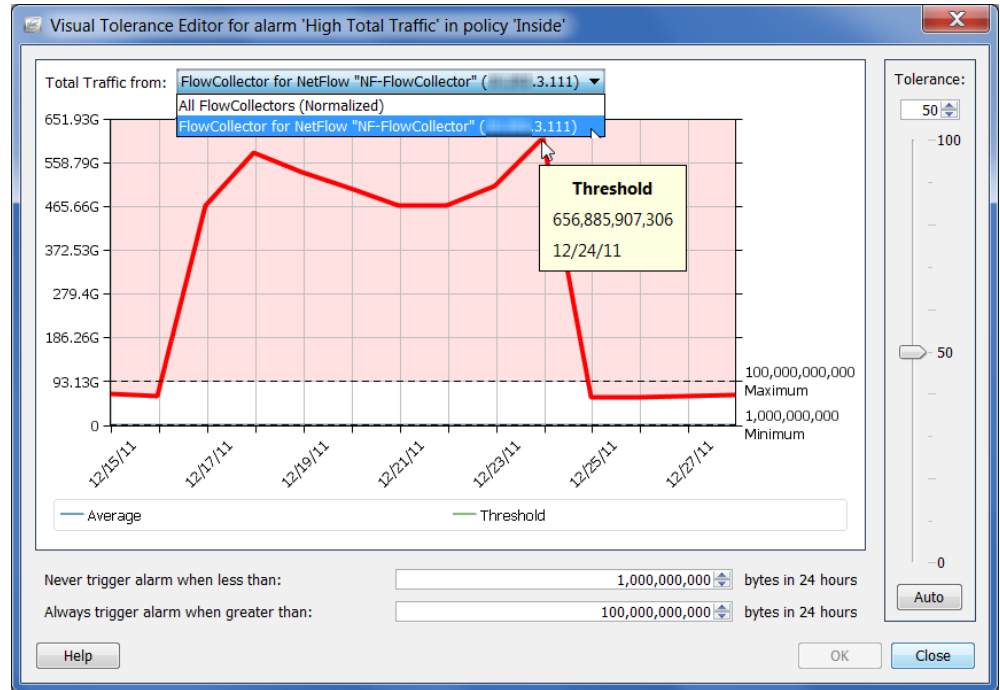 Visual Tolerance Editor for alarm 'High Total Traffic' in policy 'Inside'
Total Traffic from: FlowCollector for NetFlow "NF-FlowCollector" ( .3.111)
All FlowCollectors (Normalized)
FlowCollector for NetFlow "NF-FlowCollector" ( .3.111)
651.93G
558.79G
465.66G
372.53G
279.4G
186.26G
93.13G
0
Threshold
656,885,907,306
12/24/11
100,000,000,000
Maximum
1,000,000,000
Minimum
12/15/11
12/17/11
12/19/11
12/21/11
12/23/11
12/25/11
12/27/11
Average
Threshold
Tolerance:
50
100
50
0
Auto
Never trigger alarm when less than: 1,000,000,000 bytes in 24 hours
Always trigger alarm when greater than: 100,000,000,000 bytes in 24 hours
Help
OK
Close